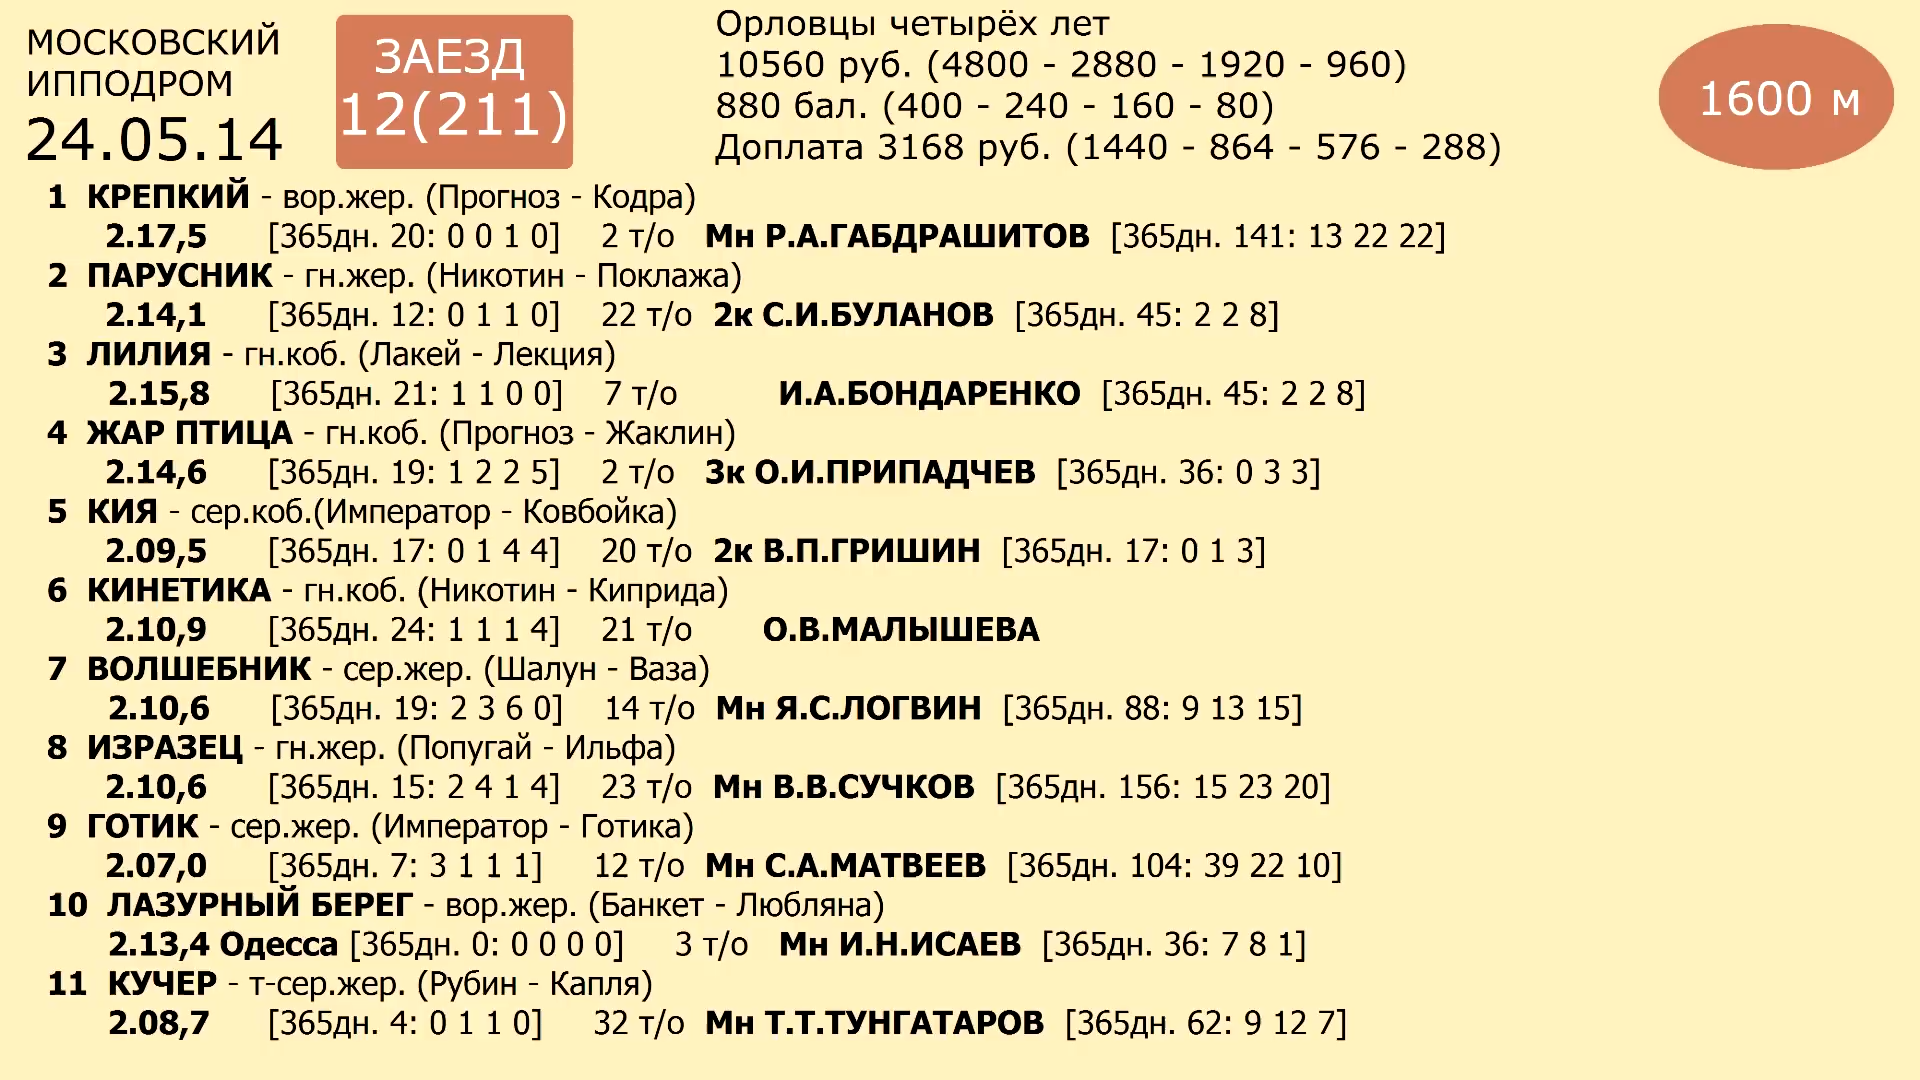 МОСКОВСКИЙ
ИППОДРОМ
24.05.14
ЗАЕЗД
12(211)
Орловцы четырёх лет
10560 руб. (4800 - 2880 - 1920 - 960)
880 бал. (400 - 240 - 160 - 80)
Доплата 3168 руб. (1440 - 864 - 576 - 288)
1600 м
1 КРЕПКИЙ - вор.жер. (Прогноз - Кодра)
2.17,5 [365дн. 20: 0 0 1 0] 2 т/о Мн Р.А.ГАБДРАШИТОВ [365дн. 141: 13 22 22]
2 ПАРУСНИК - гн.жер. (Никотин - Поклажа)
2.14,1 [365дн. 12: 0 1 1 0] 22 т/о 2к С.И.БУЛАНОВ [365дн. 45: 2 2 8]
3 ЛИЛИЯ - гн.коб. (Лакей - Лекция)
2.15,8 [365дн. 21: 1 1 0 0] 7 т/о И.А.БОНДАРЕНКО [365дн. 45: 2 2 8]
4 ЖАР ПТИЦА - гн.коб. (Прогноз - Жаклин)
2.14,6 [365дн. 19: 1 2 2 5] 2 т/о 3к О.И.ПРИПАДЧЕВ [365дн. 36: 0 3 3]
5 КИЯ - сер.коб.(Император - Ковбойка)
2.09,5 [365дн. 17: 0 1 4 4] 20 т/о 2к В.П.ГРИШИН [365дн. 17: 0 1 3]
6 КИНЕТИКА - гн.коб. (Никотин - Киприда)
2.10,9 [365дн. 24: 1 1 1 4] 21 т/о О.В.МАЛЫШЕВА
7 ВОЛШЕБНИК - сер.жер. (Шалун - Ваза)
2.10,6 [365дн. 19: 2 3 6 0] 14 т/о Мн Я.С.ЛОГВИН [365дн. 88: 9 13 15]
8 ИЗРАЗЕЦ - гн.жер. (Попугай - Ильфа)
2.10,6 [365дн. 15: 2 4 1 4] 23 т/о Мн В.В.СУЧКОВ [365дн. 156: 15 23 20]
9 ГОТИК - сер.жер. (Император - Готика)
2.07,0 [365дн. 7: 3 1 1 1] 12 т/о Мн С.А.МАТВЕЕВ [365дн. 104: 39 22 10]
10 ЛАЗУРНЫЙ БЕРЕГ - вор.жер. (Банкет - Любляна)
2.13,4 Одесса [365дн. 0: 0 0 0 0] 3 т/о Мн И.Н.ИСАЕВ [365дн. 36: 7 8 1]
11 КУЧЕР - т-сер.жер. (Рубин - Капля)
2.08,7 [365дн. 4: 0 1 1 0] 32 т/о Мн Т.Т.ТУНГАТАРОВ [365дн. 62: 9 12 7]